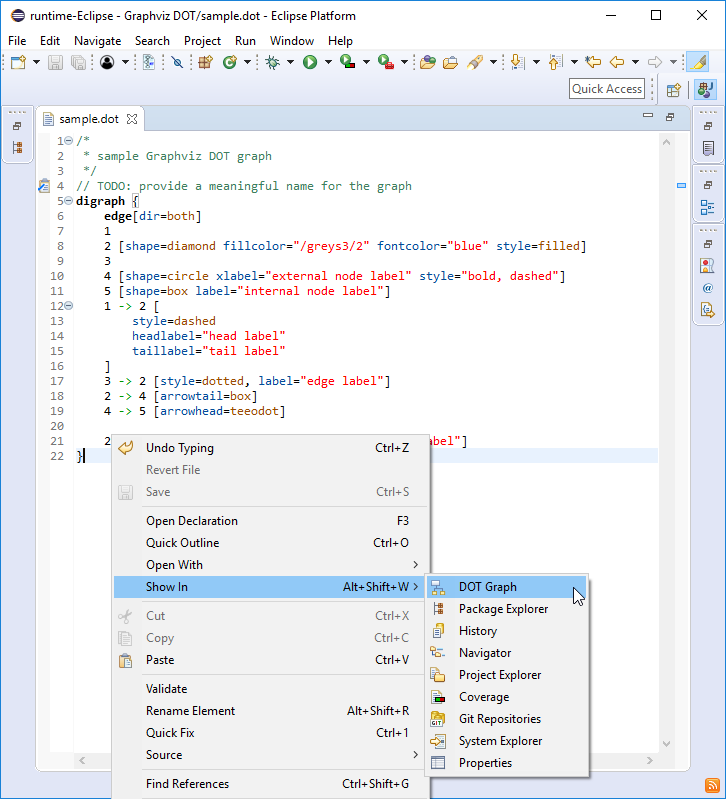 runtime-Eclipse - Graphviz DOT/sample.dot - Eclipse Platform
File Edit Navigate Search Project Run Window Help
Quick Access
sample.dot
1 /*
2  * sample Graphviz DOT graph
3  */
4 // TODO: provide a meaningful name for the graph
5 digraph {
6     edge[dir=both]
7     1
8     2 [shape=diamond fillcolor="/greys3/2" fontcolor="blue" style=filled]
9     3
10     4 [shape=circle xlabel="external node label" style="bold, dashed"]
11     5 [shape=box label="internal node label"]
12     1 -> 2 [
13         style=dashed
14         headlabel="head label"
15         taillabel="tail label"
16     ]
17     3 -> 2 [style=dotted, label="edge label"]
18     2 -> 4 [arrowtail=box]
19     4 -> 5 [arrowhead=teeodot]
20
21     2 abel"]
22 }
Undo Typing Ctrl+Z
Revert File
Save Ctrl+S
Open Declaration F3
Quick Outline Ctrl+O
Open With
Show In Alt+Shift+W
Cut Ctrl+X
Copy Ctrl+C
Paste Ctrl+V
Validate
Rename Element Alt+Shift+R
Quick Fix Ctrl+1
Source
Find References Ctrl+Shift+G
DOT Graph
Package Explorer
History
Navigator
Project Explorer
Coverage
Git Repositories
System Explorer
Properties